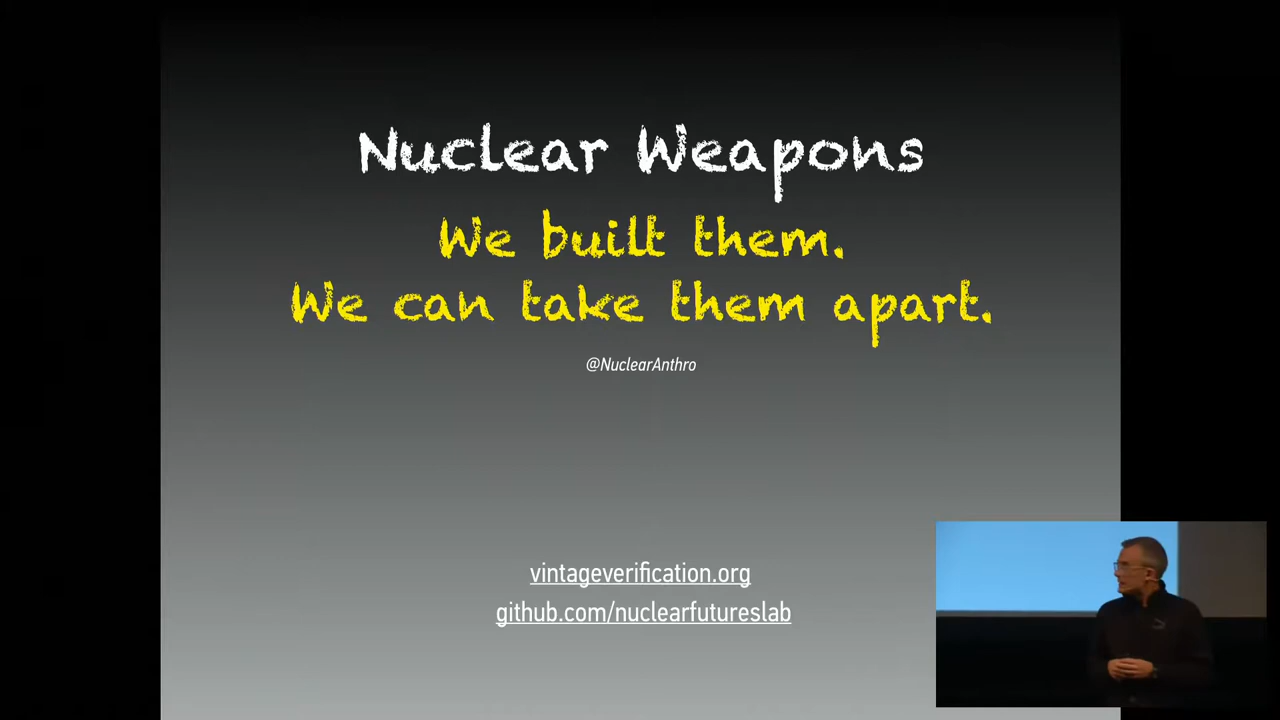 Nuclear Weapons
We built them.
We can take them apart.
@NuclearAnthro
vintageverification.org
github.com/nuclearfutureslab